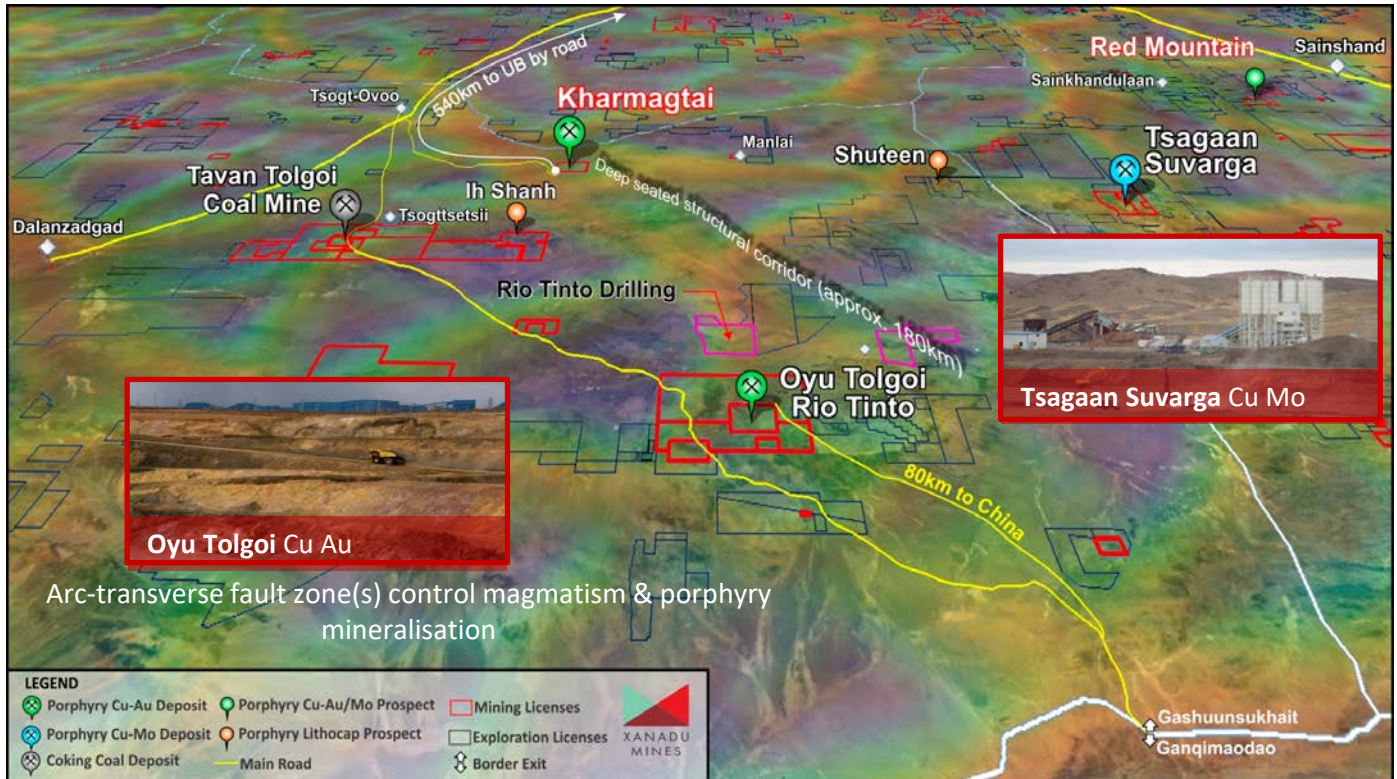 540km to UB by road
Red Mountain
Sainshand
Sainkhandulaan
Tsogt-Ovoo
Kharmagtai
Manlai
Shuteen
Tsagaan
Suvarga
Tavan Tolgoi
Coal Mine
Ih Shanh
Tsogttsetsii
Dalanzadgad
Deep seated structural corridor (approx. 180km)
Rio Tinto Drilling
Oyu Tolgoi
Rio Tinto
Tsagaan Suvarga Cu Mo
80km to China
Oyu Tolgoi Cu Au
Arc-transverse fault zone(s) control magmatism & porphyry
mineralisation
LEGEND
Porphyry Cu-Au Deposit
Porphyry Cu-Au/Mo Prospect
Mining Licenses
Porphyry Cu-Mo Deposit
Porphyry Lithocap Prospect
Exploration Licenses
Coking Coal Deposit
Main Road
Border Exit
XANADU
MINES
Gashuunsukhait
Ganqimaodao